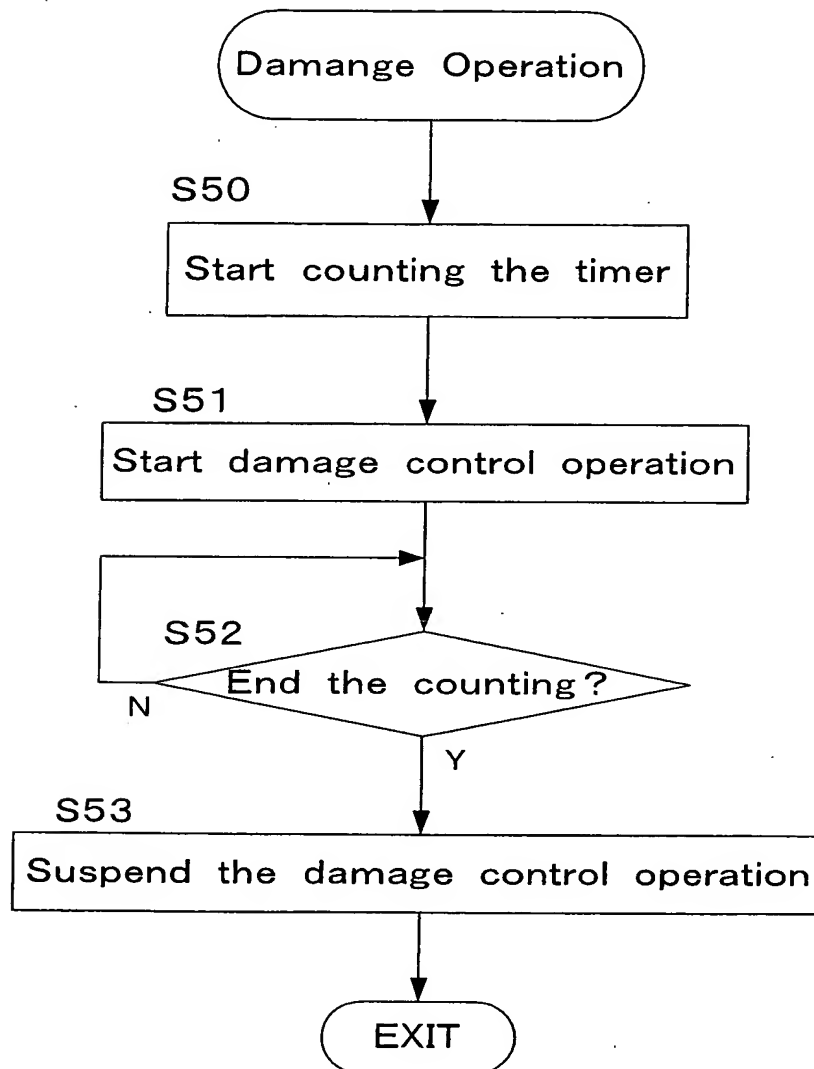 Damange Operation
S50
Start counting the timer
S51
Start damage control operation
S52
End the counting?
N
Y
S53
Suspend the damage control operation
EXIT